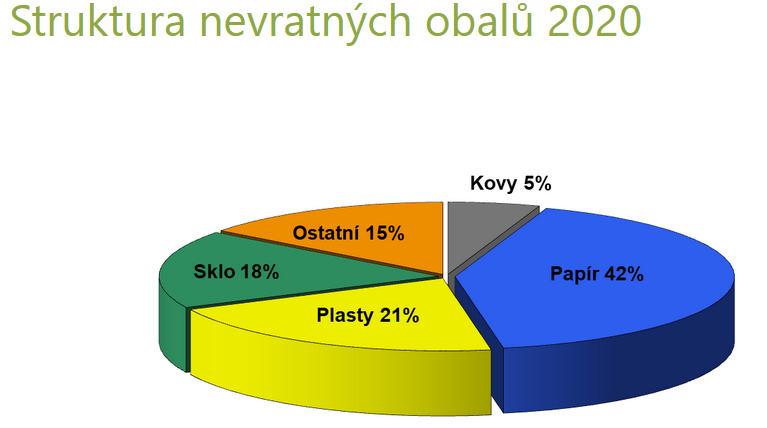 Struktura nevratných obalů 2020
Kovy 5%
Ostatní 15%
Papír 42%
Sklo 18%
Plasty 21%